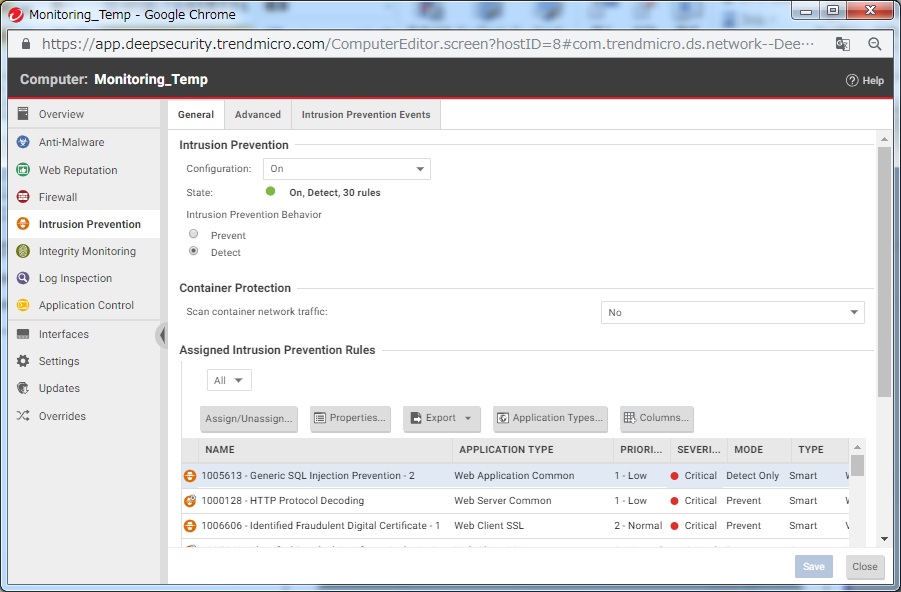 Monitoring_Temp - Google Chrome
https://app.deepsecurity.trendmicro.com/ComputerEditor.screen?hostID=8#com.trendmicro.ds.network--Dee···
Computer: Monitoring_Temp
Help
Overview
Anti-Malware
Web Reputation
Firewall
Intrusion Prevention
Integrity Monitoring
Log Inspection
Application Control
Interfaces
Settings
Updates
Overrides
General
Advanced
Intrusion Prevention Events
Intrusion Prevention
Configuration: On
State: On, Detect, 30 rules
Intrusion Prevention Behavior
Prevent
Detect
Container Protection
Scan container network traffic: No
Assigned Intrusion Prevention Rules
All
Assign/Unassign... Properties... Export Application Types... Columns...
NAME APPLICATION TYPE PRIORI... SEVERI... MODE TYPE
1005613 - Generic SQL Injection Prevention - 2 Web Application Common 1 - Low Critical Detect Only Smart
1000128 - HTTP Protocol Decoding Web Server Common 1 - Low Critical Prevent Smart
1006606 - Identified Fraudulent Digital Certificate - 1 Web Client SSL 2 - Normal Critical Prevent Smart
Save Close